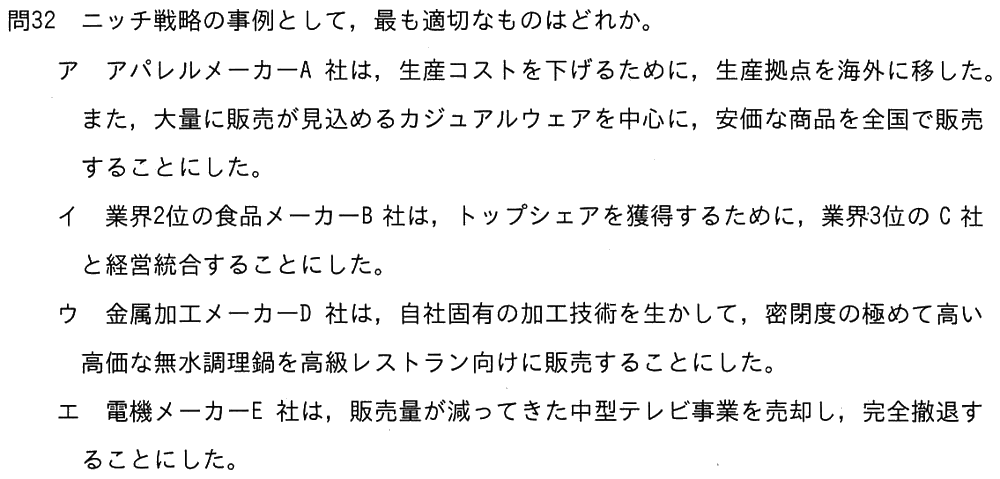 問32 ニッチ戦略の事例として，最も適切なものはどれか。
ア アパレルメーカーA 社は，生産コストを下げるために，生産拠点を海外に移した。
また，大量に販売が見込めるカジュアルウェアを中心に，安価な商品を全国で販売
することにした。
イ 業界2位の食品メーカーB 社は，トップシェアを獲得するために，業界3位の C 社
と経営統合することにした。
ウ 金属加工メーカーD 社は，自社固有の加工技術を生かして，密閉度の極めて高い
高価な無水調理鍋を高級レストラン向けに販売することにした。
エ 電機メーカーE 社は，販売量が減ってきた中型テレビ事業を売却し，完全撤退す
ることにした。